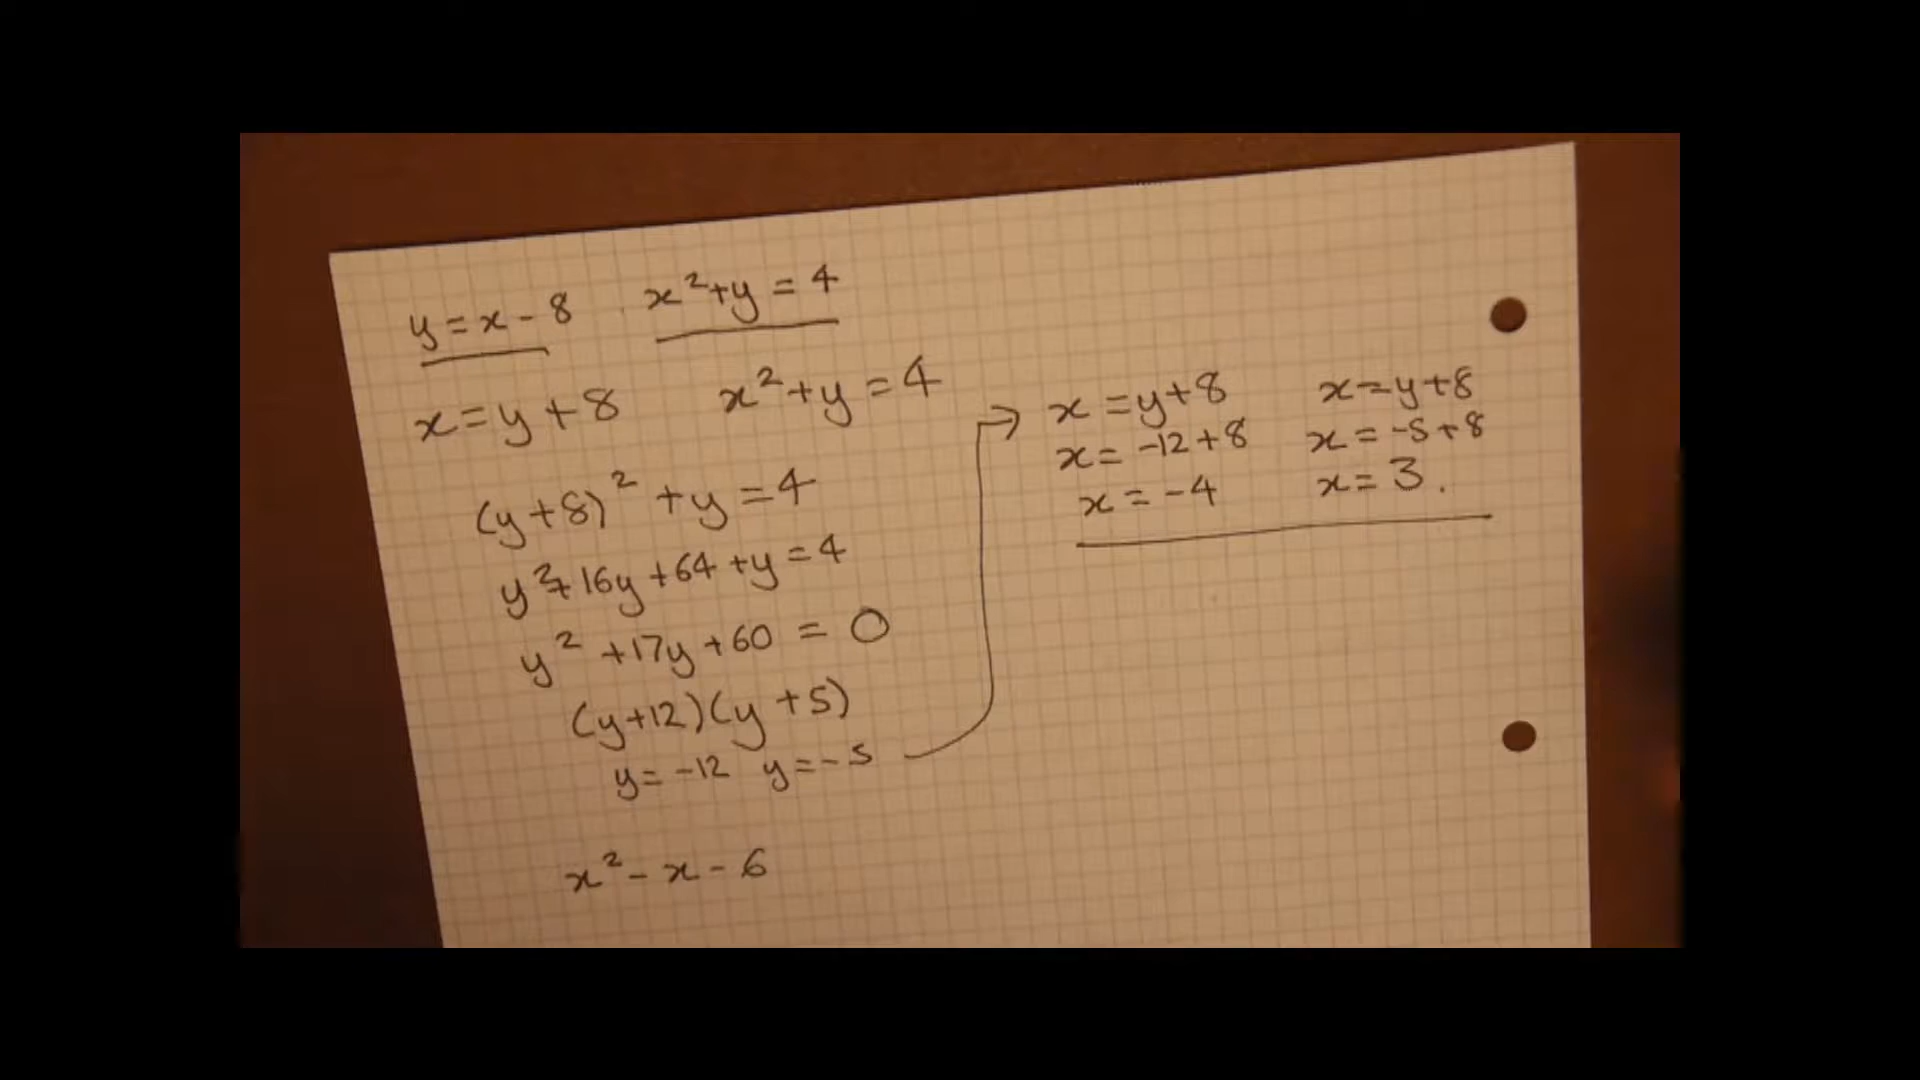 y = x - 8   x² + y = 4
x = y + 8   x² + y = 4
(y + 8)² + y = 4
y² + 16y + 64 + y = 4
y² + 17y + 60 = 0
(y + 12)(y + 5)
y = -12   y = -5
x² - x - 6
x = y + 8   x = y + 8
x = -12 + 8   x = -5 + 8
x = -4   x = 3.